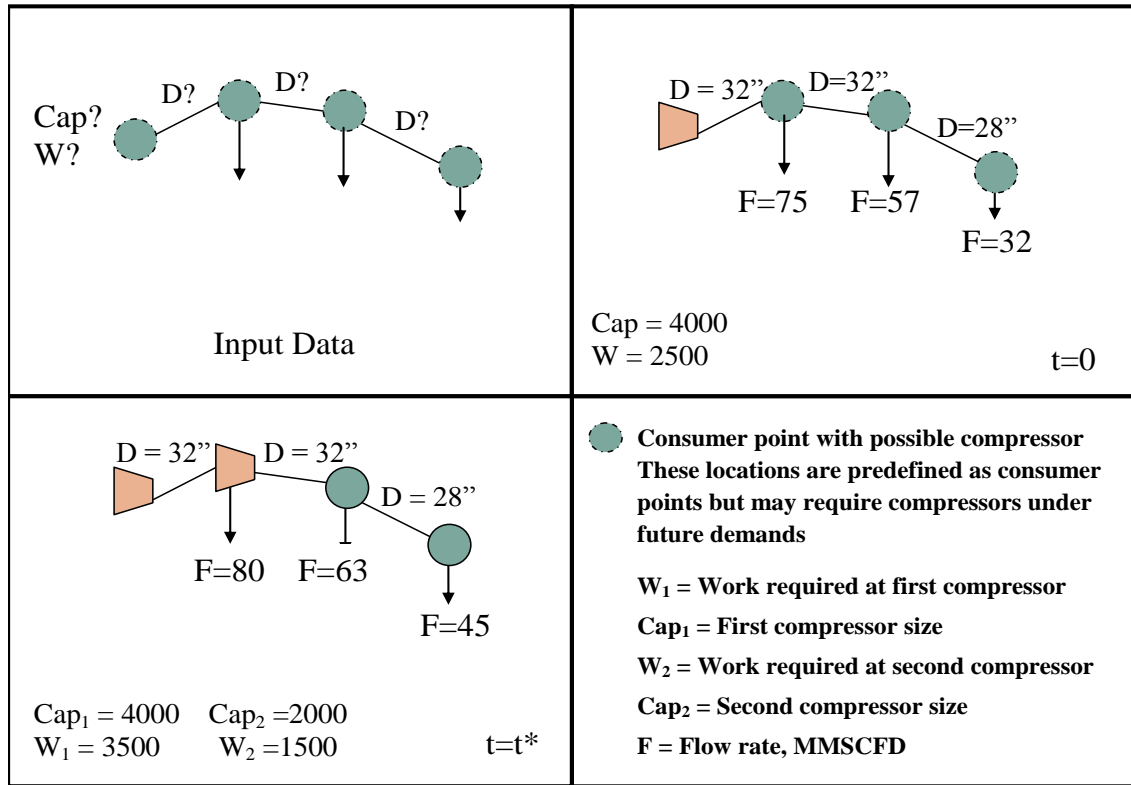 D?
D?
D?
Cap?
W?
Input Data
D = 32”
D=32”
D=28”
F=75
F=57
F=32
Cap = 4000
W = 2500
t=0
D = 32”
D = 32”
D = 28”
F=80
F=63
F=45
Cap₁ = 4000 Cap₂ =2000
W₁ = 3500 W₂ =1500
t=t*
Consumer point with possible compressor
These locations are predefined as consumer
points but may require compressors under
future demands
W₁ = Work required at first compressor
Cap₁ = First compressor size
W₂ = Work required at second compressor
Cap₂ = Second compressor size
F = Flow rate, MMSCFD